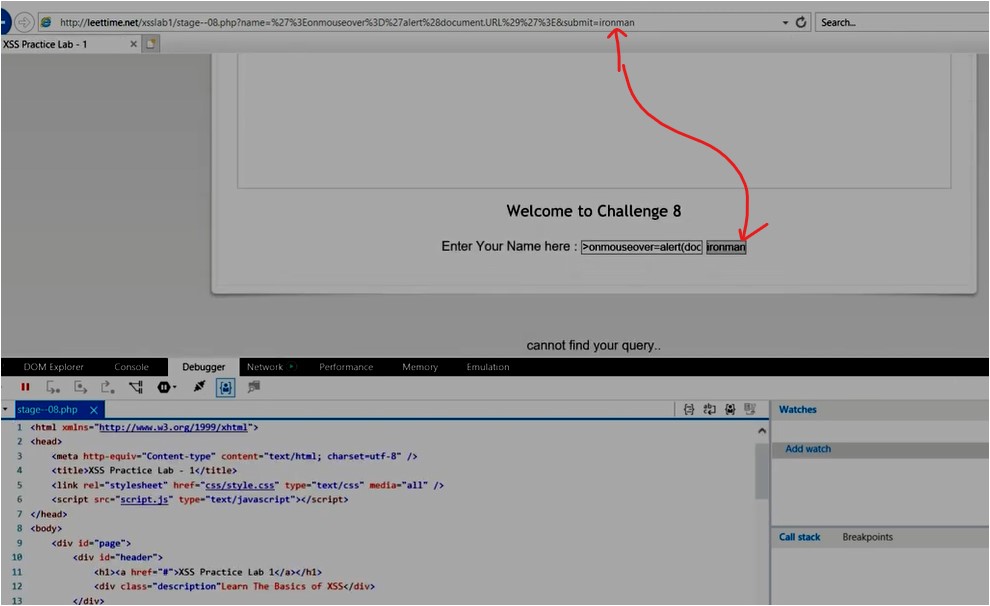 http://leettime.net/xsslab1/stage--08.php?name=%27%3Eonmouseover%3D%27alert%28document.URL%29%27%3E&submit=ironman
Search...
XSS Practice Lab - 1
Welcome to Challenge 8
Enter Your Name here : >onmouseover=alert(doc ironman
cannot find your query..
DOM Explorer Console Debugger Network Performance Memory Emulation
stage--08.php
Watches
Add watch
Call stack Breakpoints
1 <html xmlns="http://www.w3.org/1999/xhtml">
2 <head>
3 <meta http-equiv="Content-type" content="text/html; charset=utf-8" />
4 <title>XSS Practice Lab - 1</title>
5 <link rel="stylesheet" href="css/style.css" type="text/css" media="all" />
6 <script src="script.js" type="text/javascript"></script>
7 </head>
8 <body>
9 <div id="page">
10 <div id="header">
11 <h1><a href="#">XSS Practice Lab 1</a></h1>
12 <div class="description"Learn The Basics of XSS</div>
13 </div>